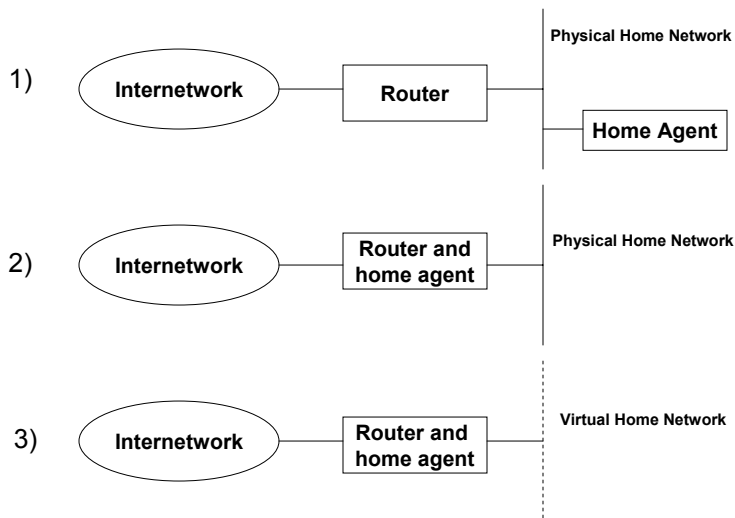 Physical Home Network
1)
Internetwork
Router
Home Agent
2)
Internetwork
Router and
home agent
Physical Home Network
3)
Internetwork
Router and
home agent
Virtual Home Network